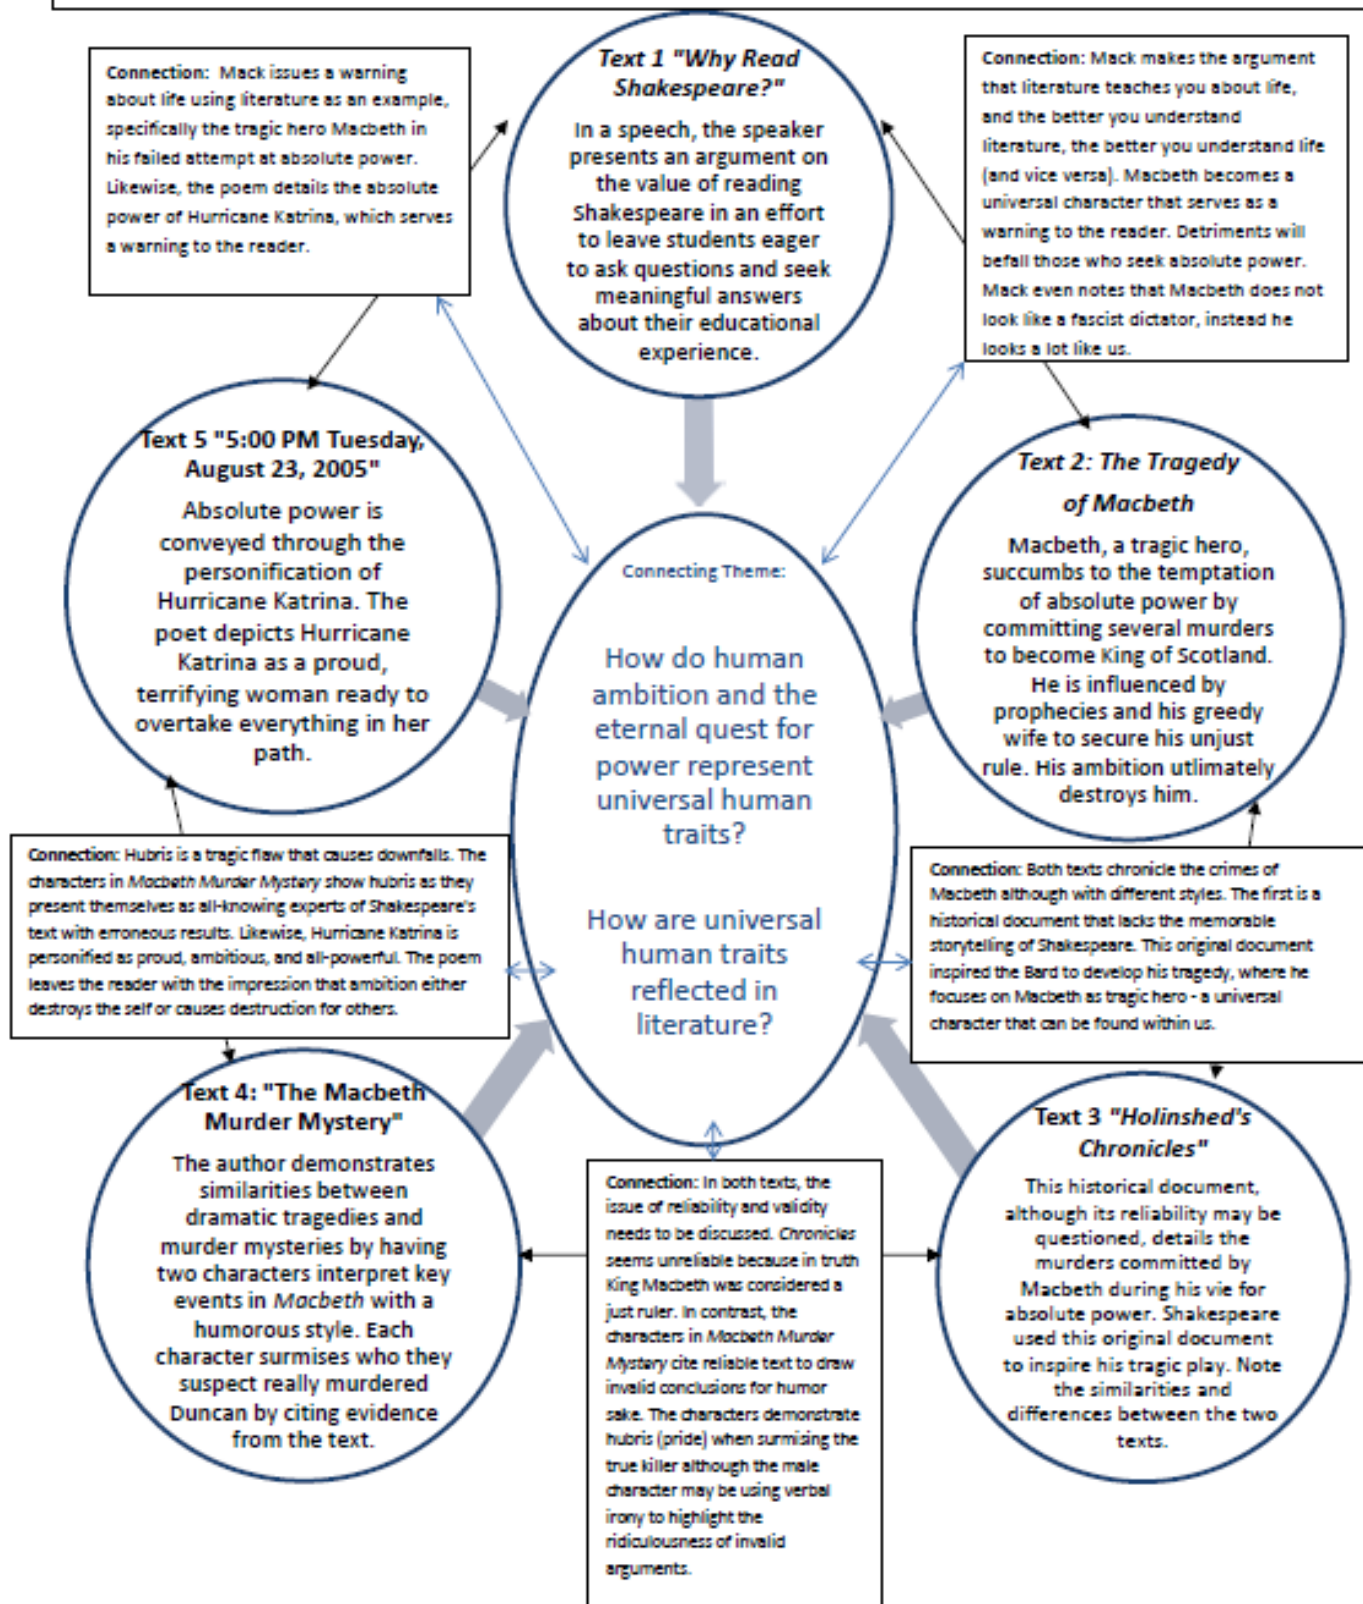 Connection: Mack issues a warning
about life using literature as an example,
specifically the tragic hero Macbeth in
his failed attempt at absolute power.
Likewise, the poem details the absolute
power of Hurricane Katrina, which serves
a warning to the reader.
Text 1 "Why Read
Shakespeare?"
In a speech, the speaker
presents an argument on
the value of reading
Shakespeare in an effort
to leave students eager
to ask questions and seek
meaningful answers
about their educational
experience.
Connection: Mack makes the argument
that literature teaches you about life,
and the better you understand
literature, the better you understand life
(and vice versa). Macbeth becomes a
universal character that serves as a
warning to the reader. Detriments will
befall those who seek absolute power.
Mack even notes that Macbeth does not
look like a fascist dictator, instead he
looks a lot like us.
Text 5 "5:00 PM Tuesday,
August 23, 2005"
Absolute power is
conveyed through the
personification of
Hurricane Katrina. The
poet depicts Hurricane
Katrina as a proud,
terrifying woman ready to
overtake everything in her
path.
Connecting Theme:
How do human
ambition and the
eternal quest for
power represent
universal human
traits?
How are universal
human traits
reflected in
literature?
Text 2: The Tragedy
of Macbeth
Macbeth, a tragic hero,
succumbs to the temptation
of absolute power by
committing several murders
to become King of Scotland.
He is influenced by
prophecies and his greedy
wife to secure his unjust
rule. His ambition utlimately
destroys him.
Connection: Hubris is a tragic flaw that causes downfalls. The
characters in Macbeth Murder Mystery show hubris as they
present themselves as all-knowing experts of Shakespeare's
text with erroneous results. Likewise, Hurricane Katrina is
personified as proud, ambitious, and all-powerful. The poem
leaves the reader with the impression that ambition either
destroys the self or causes destruction for others.
Connection: Both texts chronicle the crimes of
Macbeth although with different styles. The first is a
historical document that lacks the memorable
storytelling of Shakespeare. This original document
inspired the Bard to develop his tragedy, where he
focuses on Macbeth as tragic hero - a universal
character that can be found within us.
Text 4: "The Macbeth
Murder Mystery"
The author demonstrates
similarities between
dramatic tragedies and
murder mysteries by having
two characters interpret key
events in Macbeth with a
humorous style. Each
character surmises who they
suspect really murdered
Duncan by citing evidence
from the text.
Connection: In both texts, the
issue of reliability and validity
needs to be discussed. Chronicles
seems unreliable because in truth
King Macbeth was considered a
just ruler. In contrast, the
characters in Macbeth Murder
Mystery cite reliable text to draw
invalid conclusions for humor
sake. The characters demonstrate
hubris (pride) when surmising the
true killer although the male
character may be using verbal
irony to highlight the
ridiculousness of invalid
arguments.
Text 3 "Holinshed's
Chronicles"
This historical document,
although its reliability may be
questioned, details the
murders committed by
Macbeth during his vie for
absolute power. Shakespeare
used this original document
to inspire his tragic play. Note
the similarities and
differences between the two
texts.